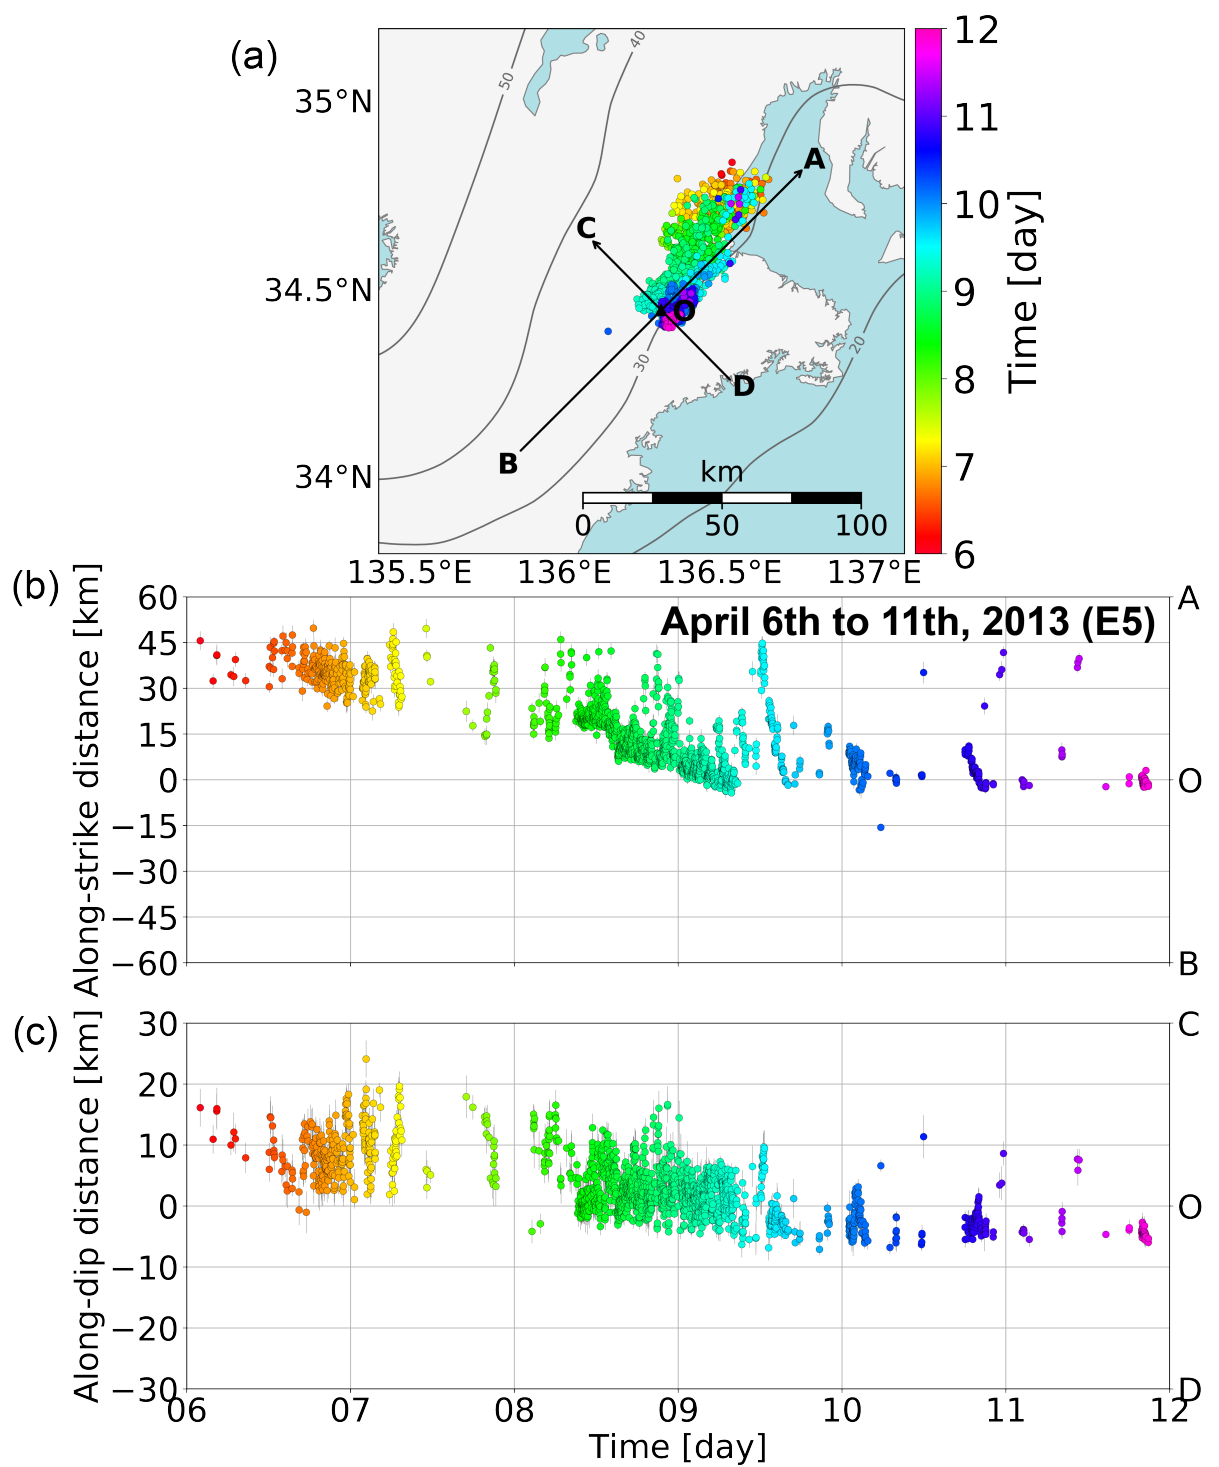 (a)
50
40
30
20
A
C
O
D
B
35°N
34.5°N
34°N
135.5°E 136°E 136.5°E 137°E
km
0 50 100
12
11
10
9
8
7
6
Time [day]
(b)
April 6th to 11th, 2013 (E5)
Along-strike distance [km]
60
45
30
15
0
−15
−30
−45
−60
A
O
B
(c)
Along-dip distance [km]
30
20
10
0
−10
−20
−30
C
O
D
06 07 08 09 10 11 12
Time [day]